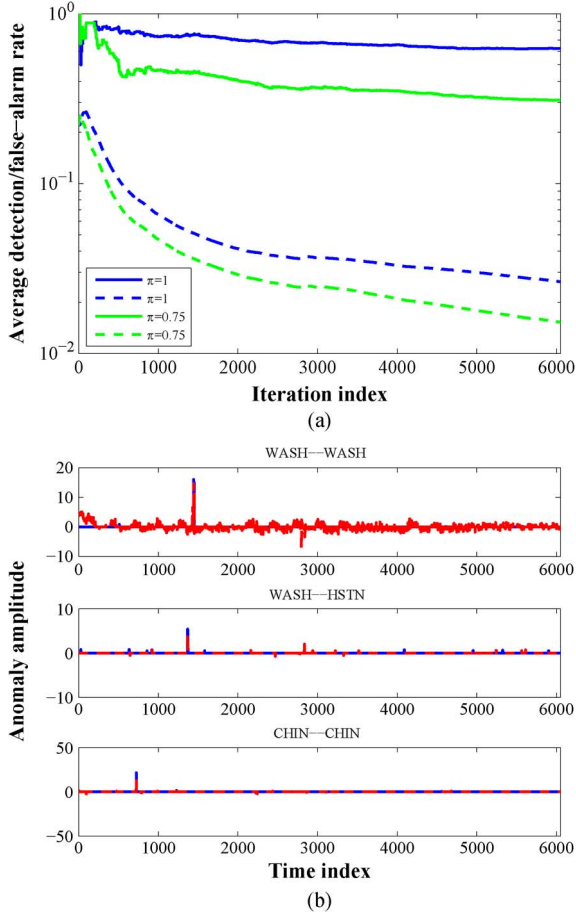 Average detection/false−alarm rate
10^0
10^−1
10^−2
π=1
π=1
π=0.75
π=0.75
0 1000 2000 3000 4000 5000 6000
Iteration index
(a)
Anomaly amplitude
WASH−−WASH
20
10
0
−10
0 1000 2000 3000 4000 5000 6000
WASH−−HSTN
10
0
−10
0 1000 2000 3000 4000 5000 6000
CHIN−−CHIN
50
0
−50
0 1000 2000 3000 4000 5000 6000
Time index
(b)